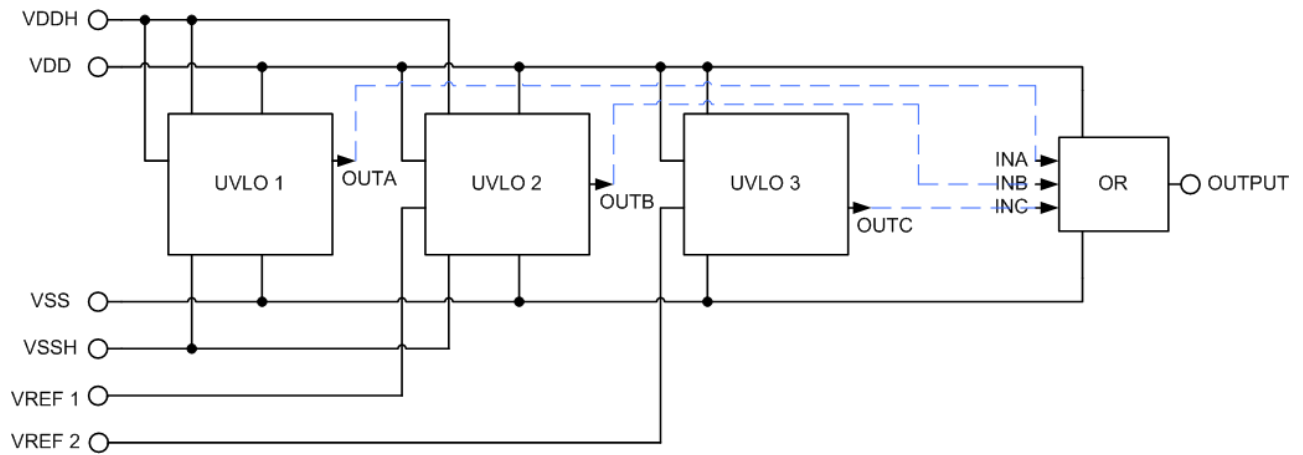 VDDH
VDD
UVLO 1
OUTA
UVLO 2
OUTB
UVLO 3
OUTC
INA
INB
INC
OR
OUTPUT
VSS
VSSH
VREF 1
VREF 2